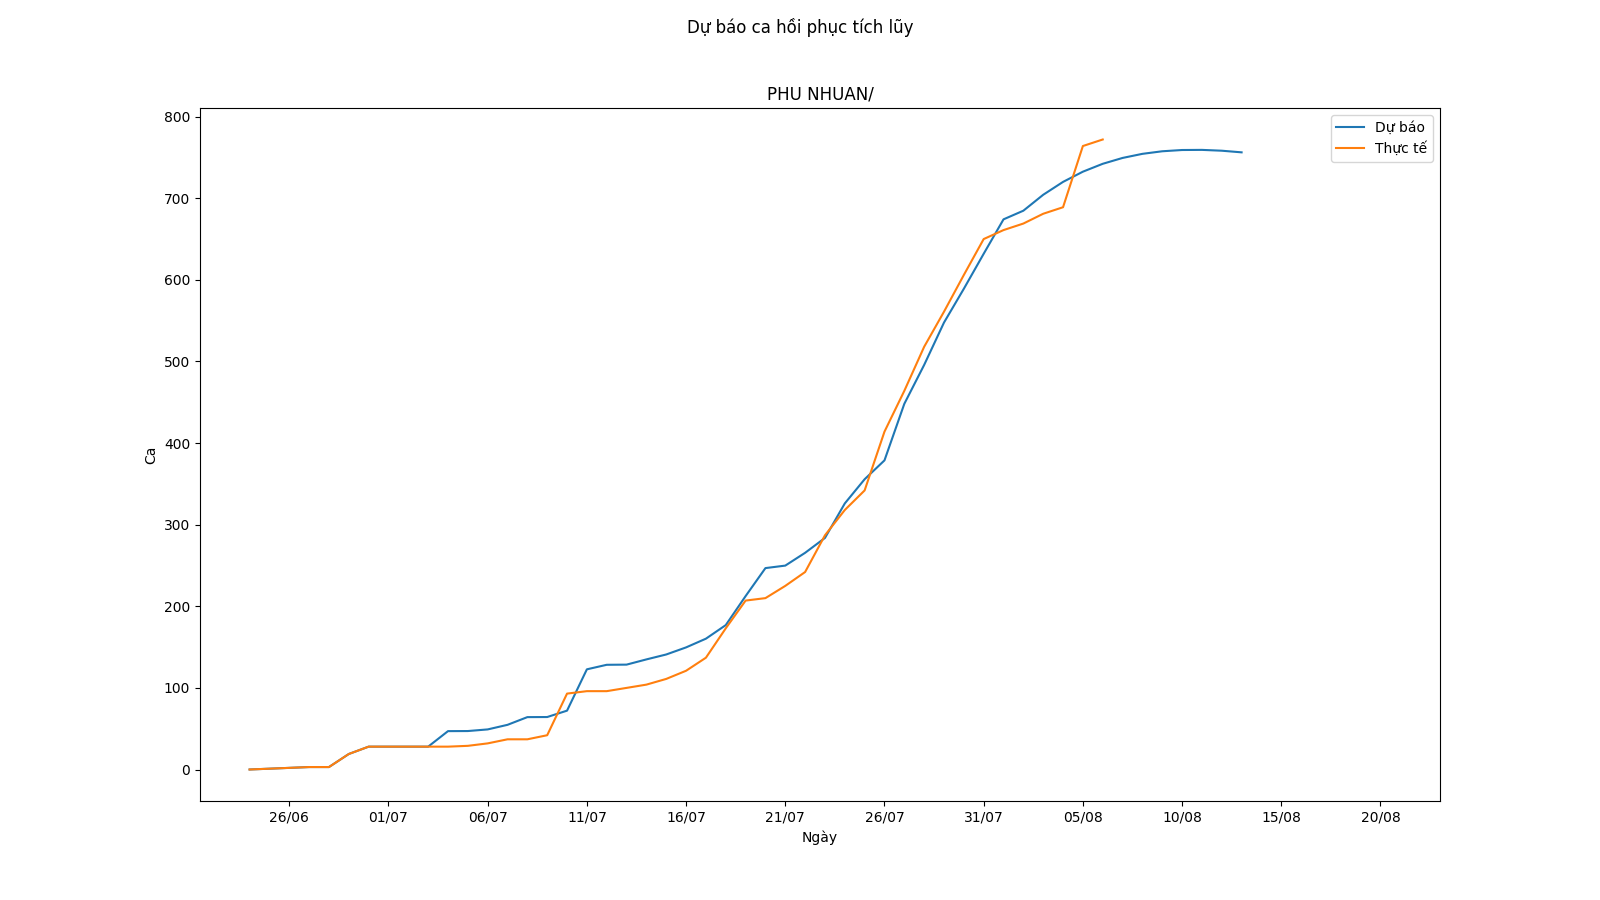 Dự báo ca hồi phục tích lũy
PHU NHUAN/
Dự báo
Thực tế
800
700
600
500
400
300
200
100
0
Ca
26/06 01/07 06/07 11/07 16/07 21/07 26/07 31/07 05/08 10/08 15/08 20/08
Ngày